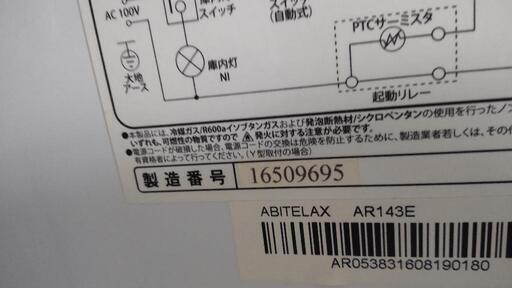 AC 100V
スイッチ
(自動式)
PTCサーミスタ
大地
アース
庫内灯
NI
起動リレー
●本製品には、冷媒ガス/R600aイソブタンガスおよび発泡断熱材/シクロペンタンの使用を行ったノン
いずれも、可燃性の物質ですので 発火に対する注意が必要です。
●電源コードが破損した場合、電源コードの交換は危険を防止するために、製造業者若しくは、その代
有資格者によって行ってください。(Y型取付の場合)
製造番号 16509695
ABITELAX AR143E
AR053831608190180